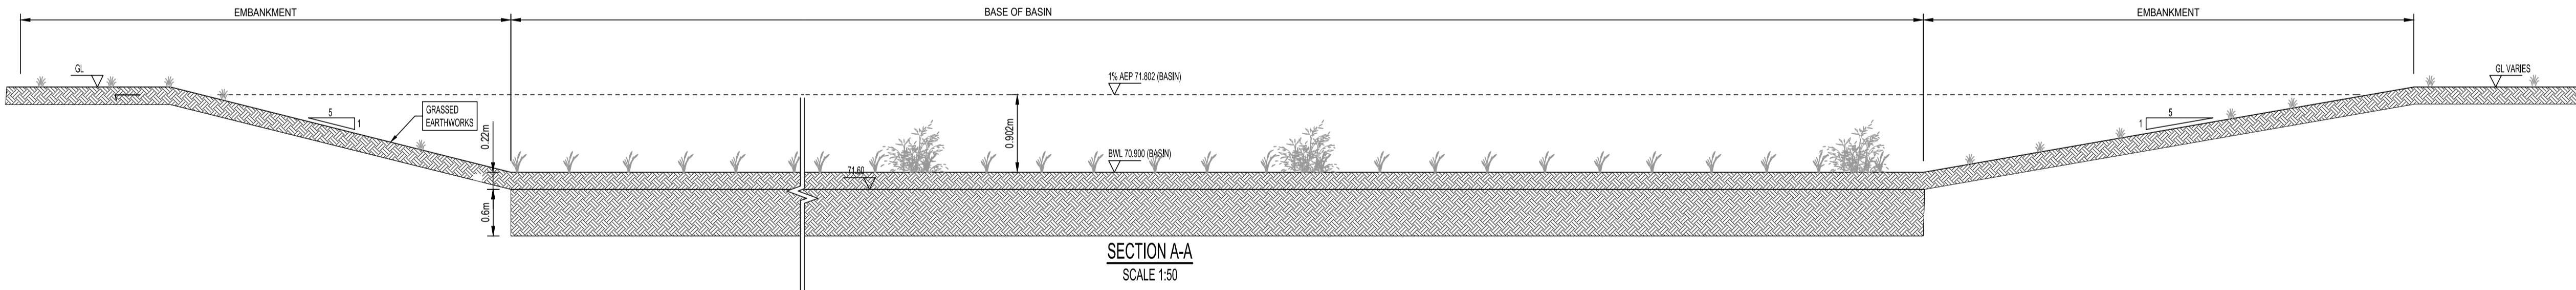 EMBANKMENT
BASE OF BASIN
EMBANKMENT
GL
1% AEP 71.802 (BASIN)
GL VARIES
5
1
GRASSED
EARTHWORKS
0.22m
0.902m
5
1
BWL 70.900 (BASIN)
71.60
0.6m
SECTION A-A
SCALE 1:50